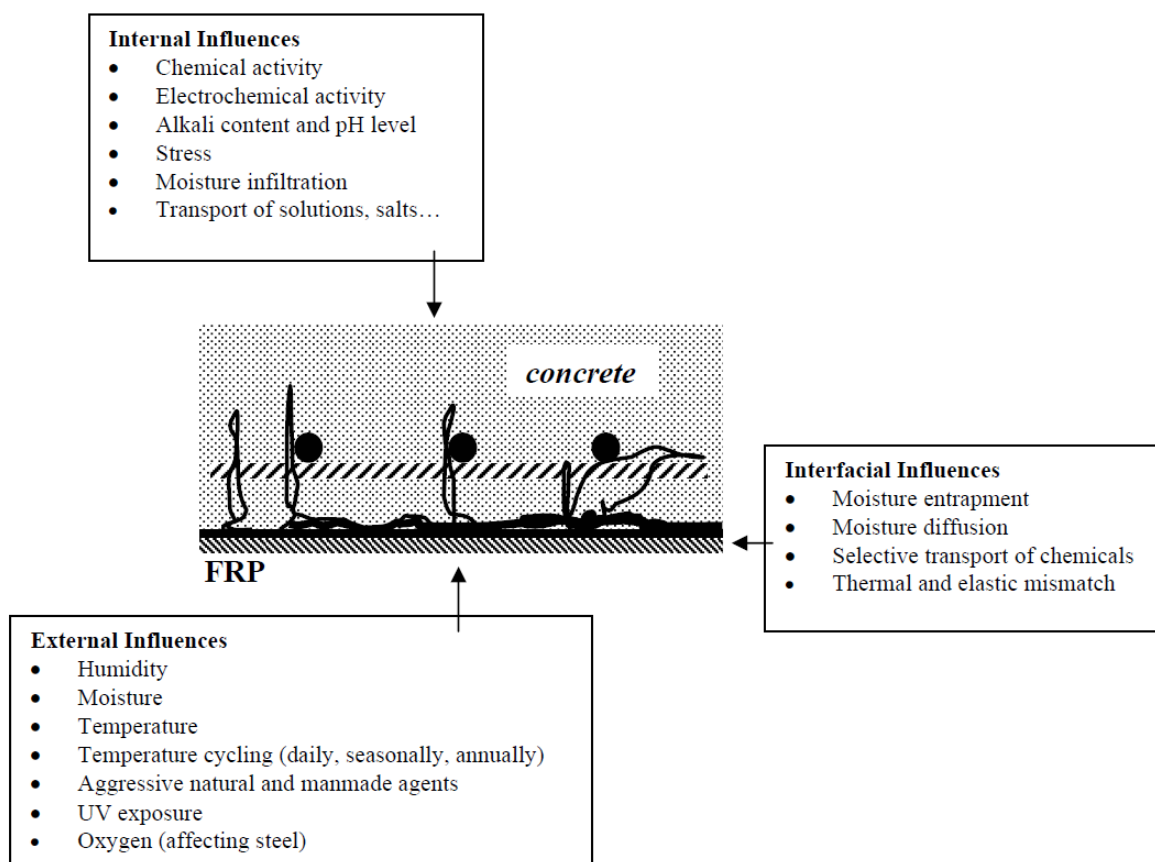 Internal Influences
• Chemical activity
• Electrochemical activity
• Alkali content and pH level
• Stress
• Moisture infiltration
• Transport of solutions, salts…
concrete
Interfacial Influences
• Moisture entrapment
• Moisture diffusion
• Selective transport of chemicals
• Thermal and elastic mismatch
FRP
External Influences
• Humidity
• Moisture
• Temperature
• Temperature cycling (daily, seasonally, annually)
• Aggressive natural and manmade agents
• UV exposure
• Oxygen (affecting steel)